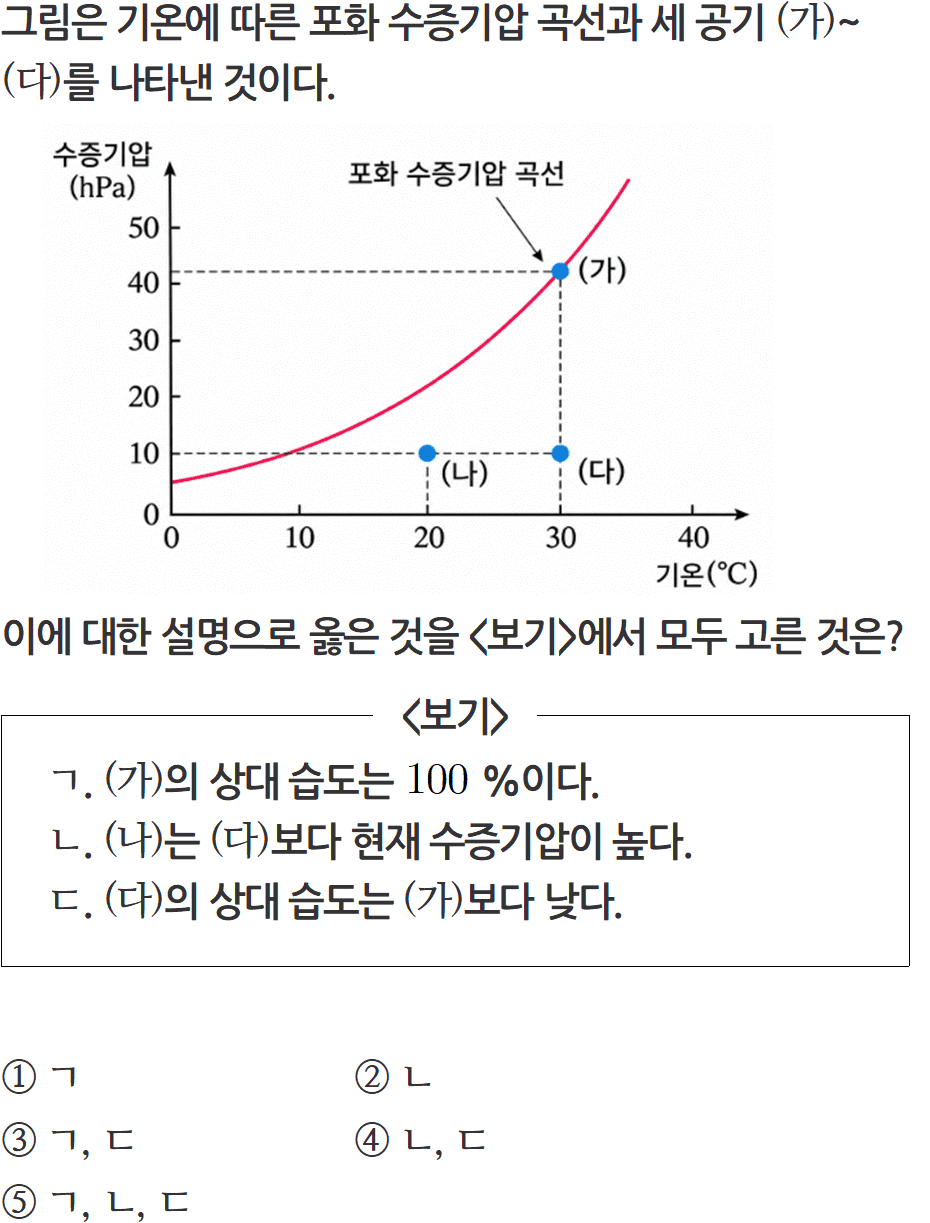 그림은 기온에 따른 포화 수증기압 곡선과 세 공기 (가)~
(다)를 나타낸 것이다.
수증기압
(hPa)
포화 수증기압 곡선
50
40
30
20
10
0
(가)
(나)
(다)
0 10 20 30 40
기온(℃)
이에 대한 설명으로 옳은 것을 <보기>에서 모두 고른 것은?
<보기>
ㄱ. (가)의 상대 습도는 100 %이다.
ㄴ. (나)는 (다)보다 현재 수증기압이 높다.
ㄷ. (다)의 상대 습도는 (가)보다 낮다.
① ㄱ ② ㄴ
③ ㄱ, ㄷ ④ ㄴ, ㄷ
⑤ ㄱ, ㄴ, ㄷ